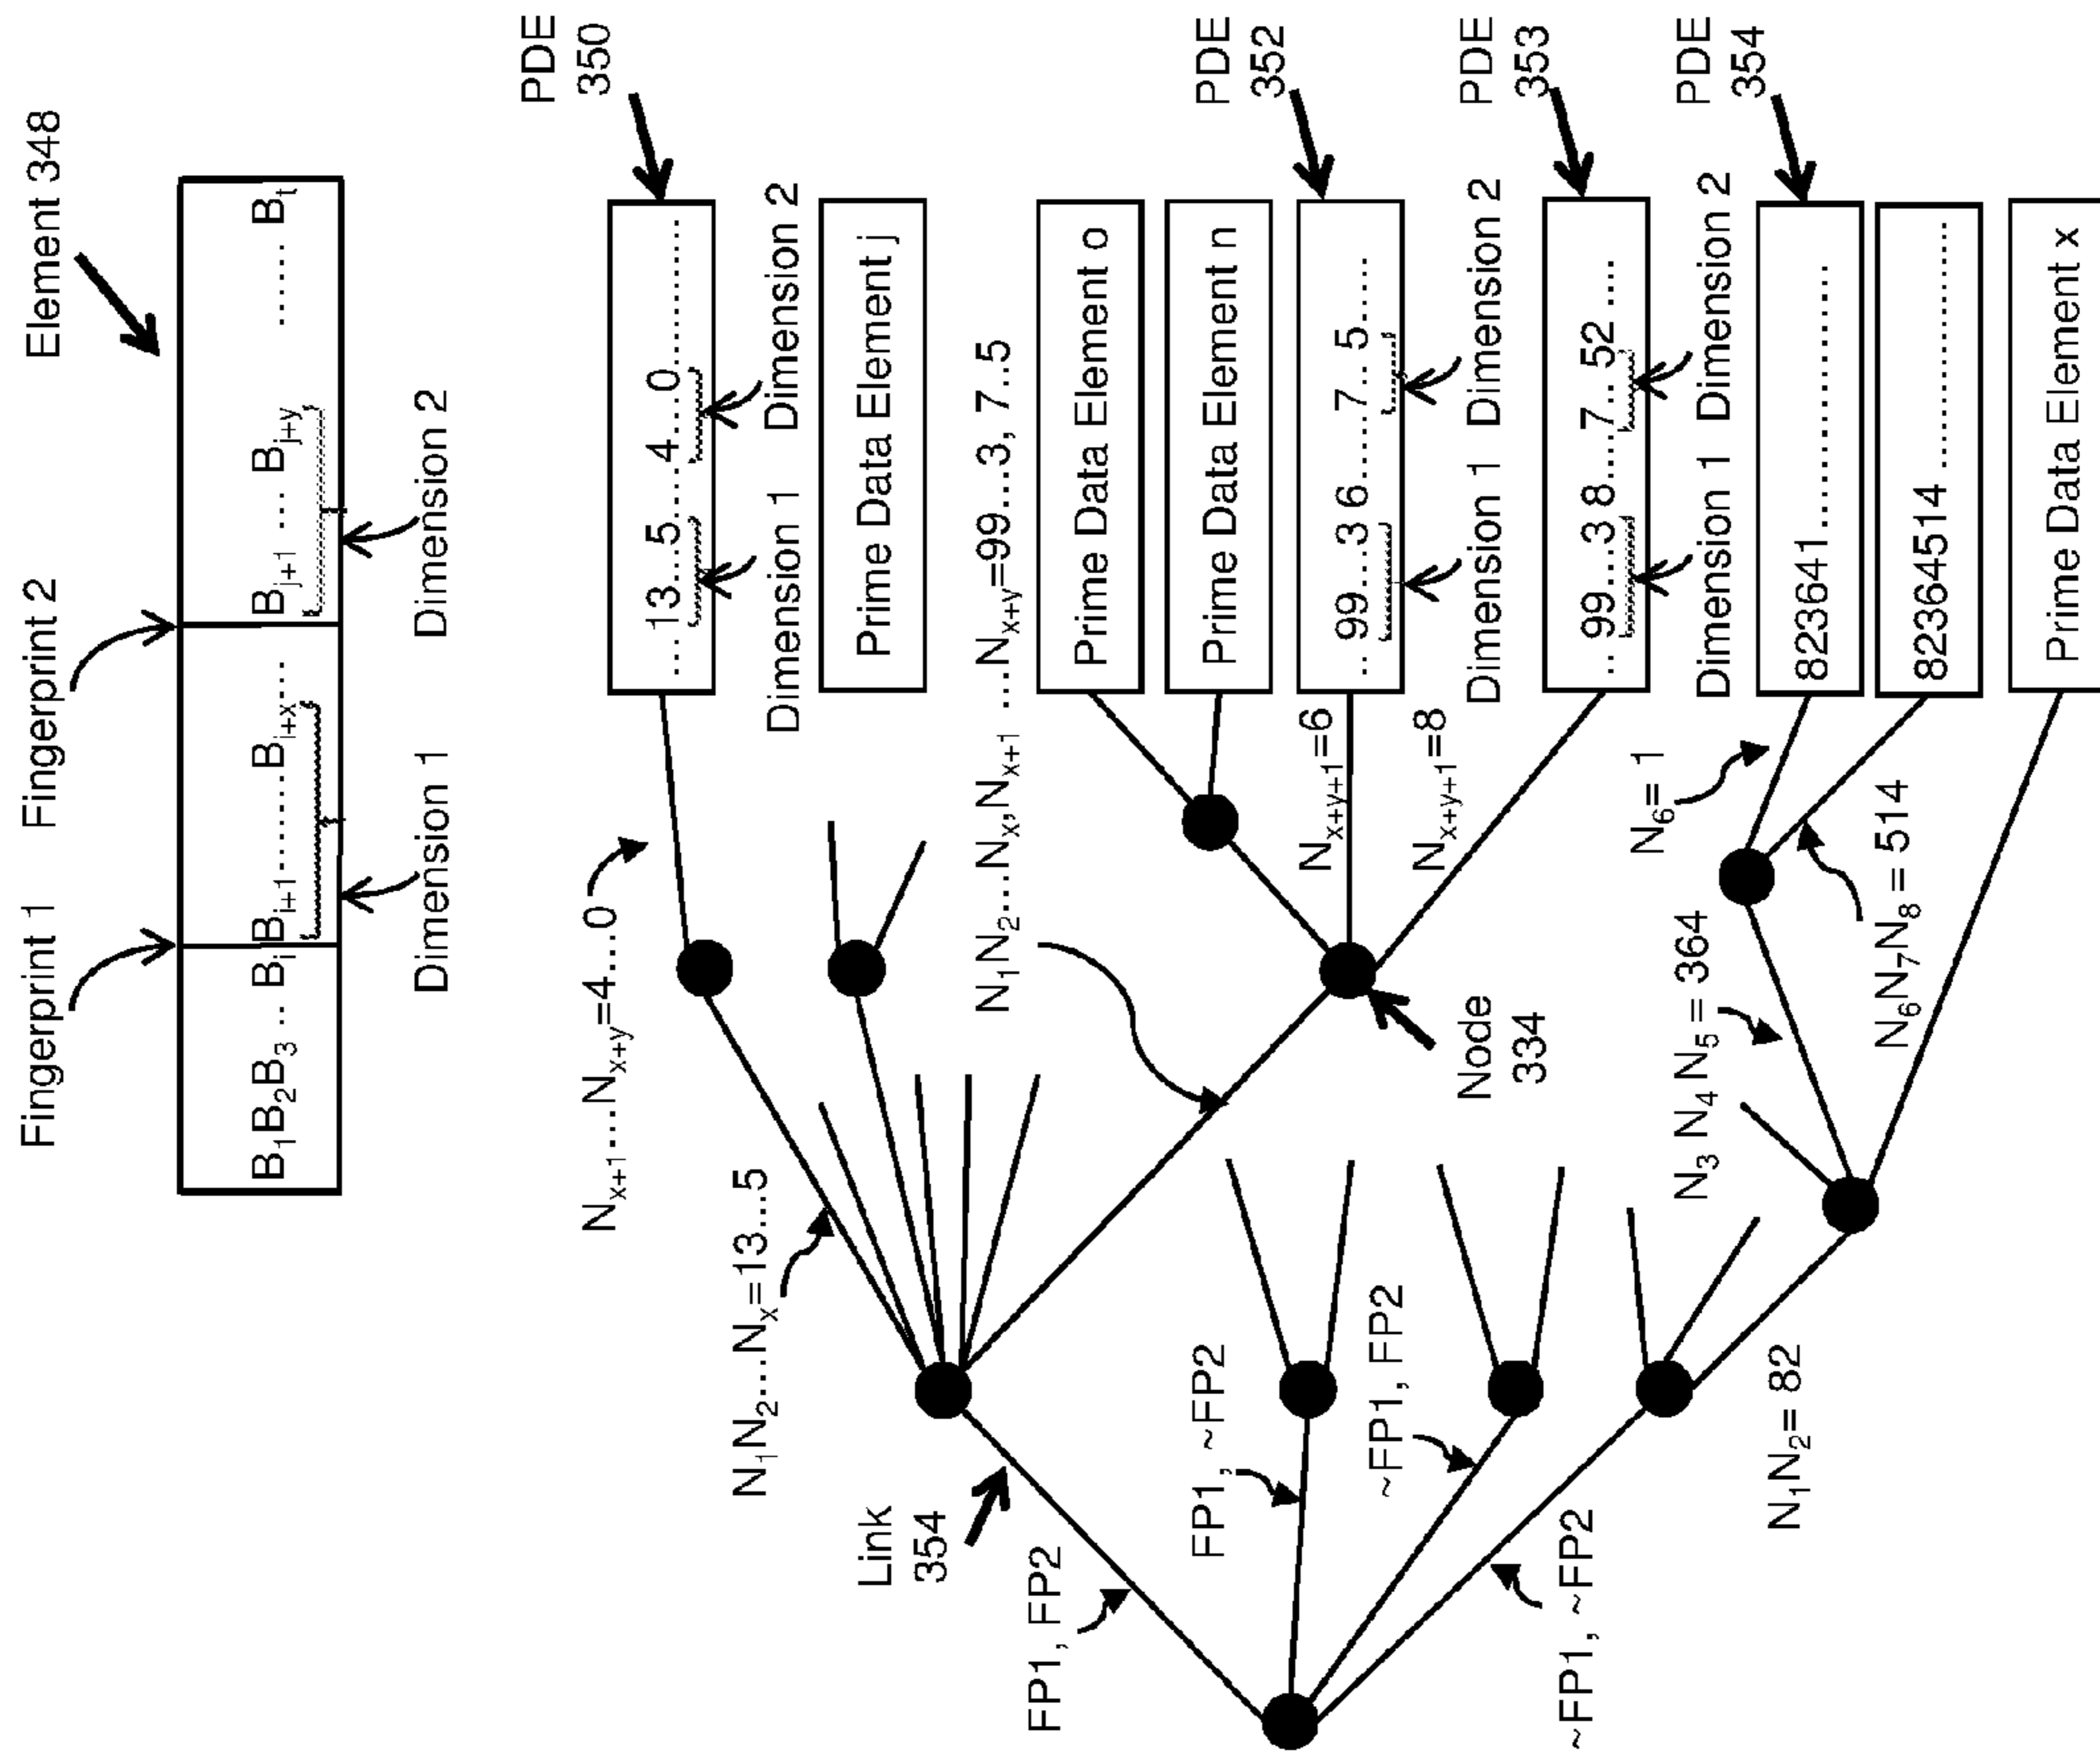 Element 348
Fingerprint 1
Fingerprint 2
B1B2B3 .. Bi
Bi+1.........Bi+x....
Bj+1 ... Bj+y
...... Bt
Dimension 1
Dimension 2
PDE
350
Nx+1....Nx+y=4....0
.....13...5.......4....0................
Dimension 1
Dimension 2
N1N2....Nx=13...5
Prime Data Element j
Link
354
N1N2.....Nx,Nx+1 ....Nx+y=99...3, 7..5
FP1, FP2
Prime Data Element o
Prime Data Element n
PDE
352
Nx+y+1=6
.. 99...3 6......7.. 5.......
FP1, ~FP2
Nx+y+1=8
Dimension 1
Dimension 2
~FP1, FP2
Node
334
PDE
353
.. 99...3 8.....7.. 52 ....
~FP1, ~FP2
N6= 1
Dimension 1
Dimension 2
N3 N4 N5 = 364
PDE
354
823641......................
N1N2= 82
N6N7N8 = 514
82364514 ......................
Prime Data Element x